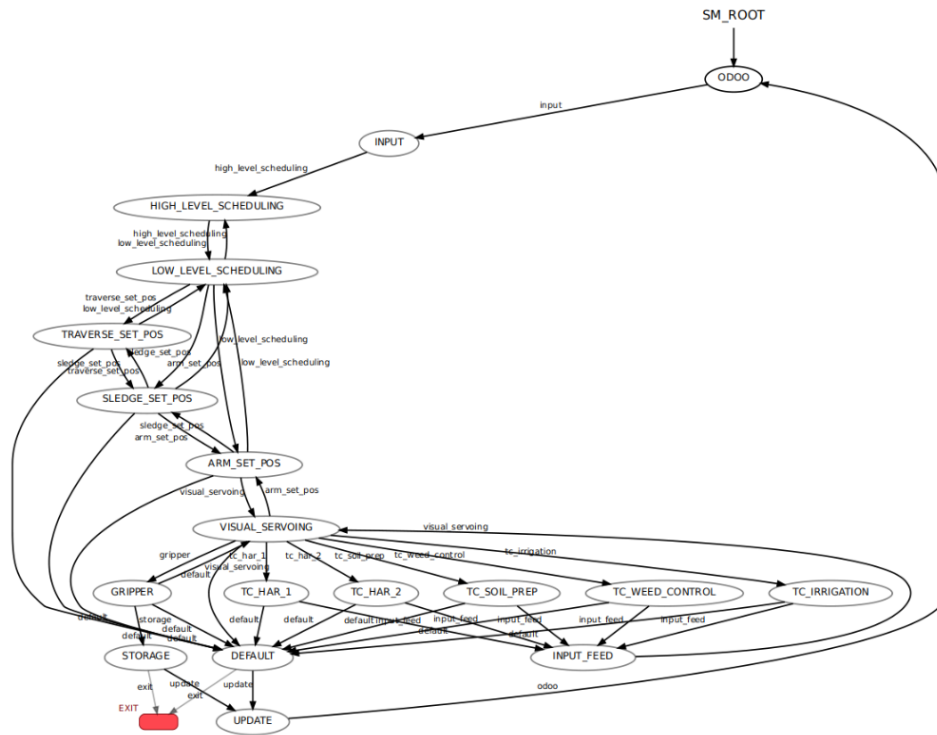 SM_ROOT
ODOO
input
INPUT
high_level_scheduling
HIGH_LEVEL_SCHEDULING
high_level_scheduling
low_level_scheduling
LOW_LEVEL_SCHEDULING
traverse_set_pos
low_level_scheduling
TRAVERSE_SET_POS
low_level_scheduling
sledge_set_pos
sledge_set_pos
arm_set_pos
low_level_scheduling
traverse_set_pos
SLEDGE_SET_POS
sledge_set_pos
arm_set_pos
ARM_SET_POS
visual_servoing
arm_set_pos
VISUAL_SERVOING
visual_servoing
gripper
tc_har_1
tc_har_2
tc_soil_prep
tc_weed_control
tc_irrigation
visual_servoing
default
GRIPPER
TC_HAR_1
TC_HAR_2
TC_SOIL_PREP
TC_WEED_CONTROL
TC_IRRIGATION
default
storage
default
default
default
input_feed
input_feed
input_feed
input_feed
input_feed
default
default
default
default
default
STORAGE
DEFAULT
INPUT_FEED
exit
update
exit
update
odoo
EXIT
UPDATE